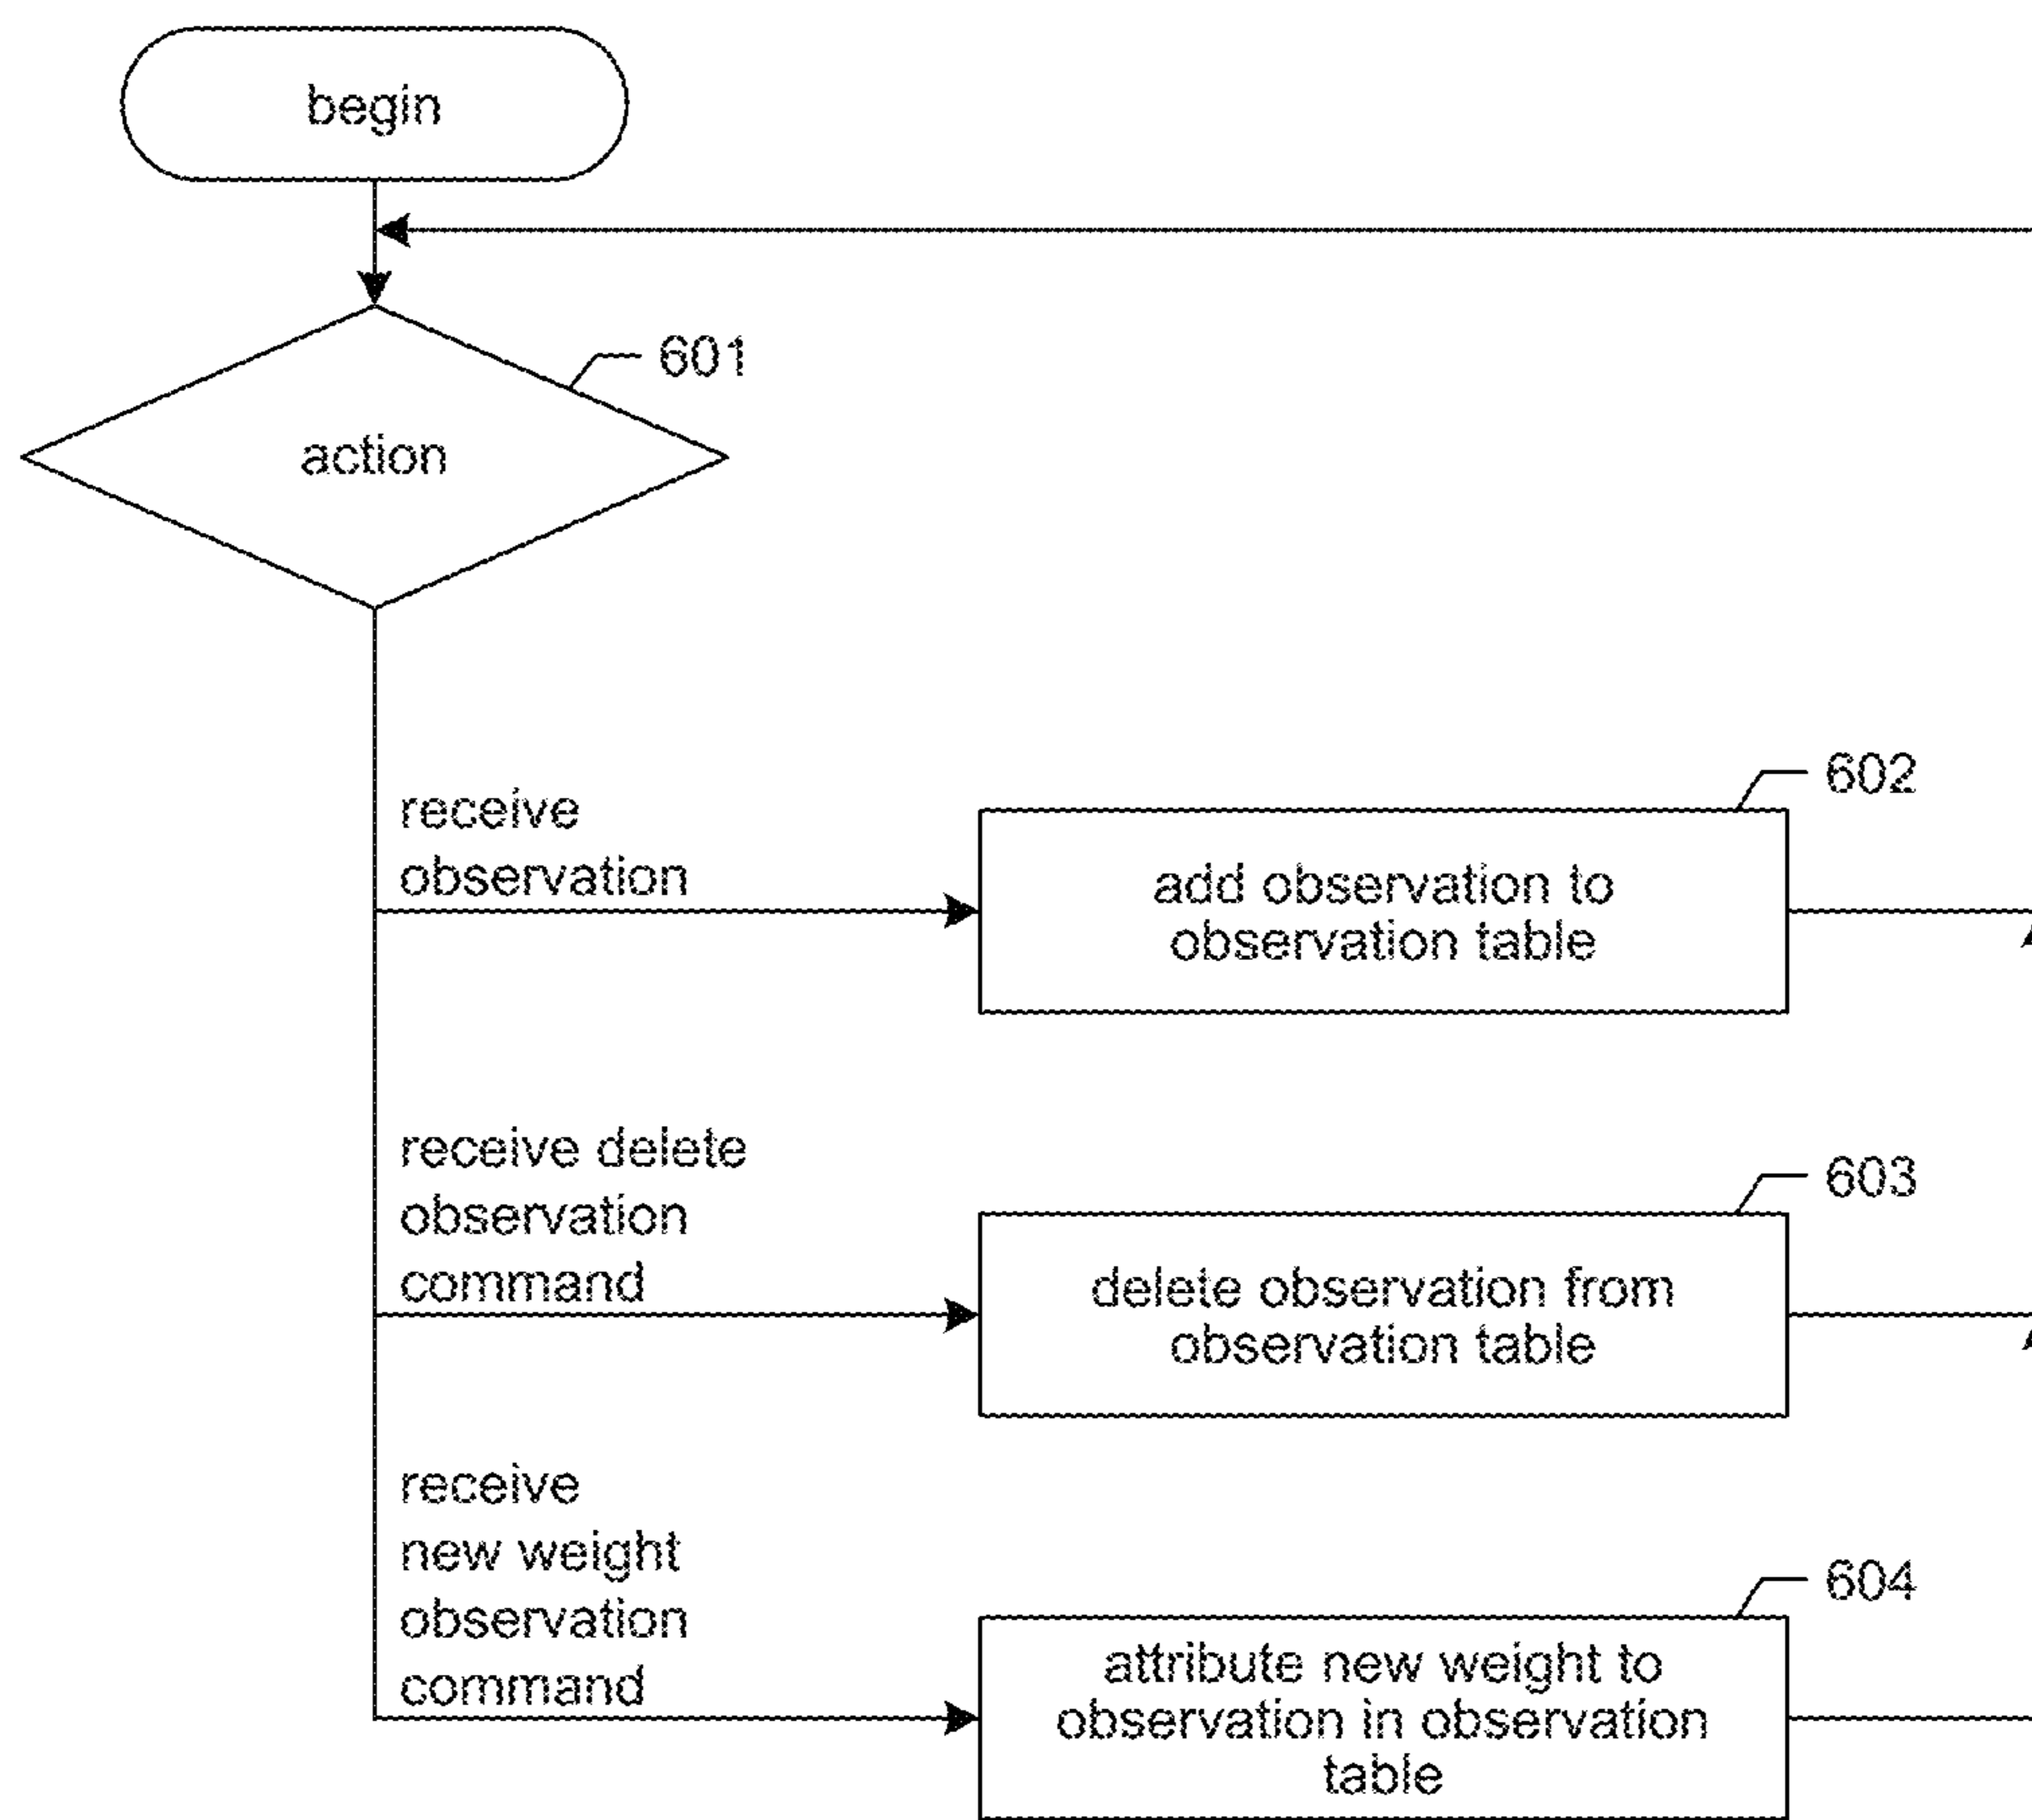 begin
601
action
receive
observation
602
add observation to
observation table
receive delete
observation
command
603
delete observation from
observation table
receive
new weight
observation
command
604
attribute new weight to
observation in observation
table